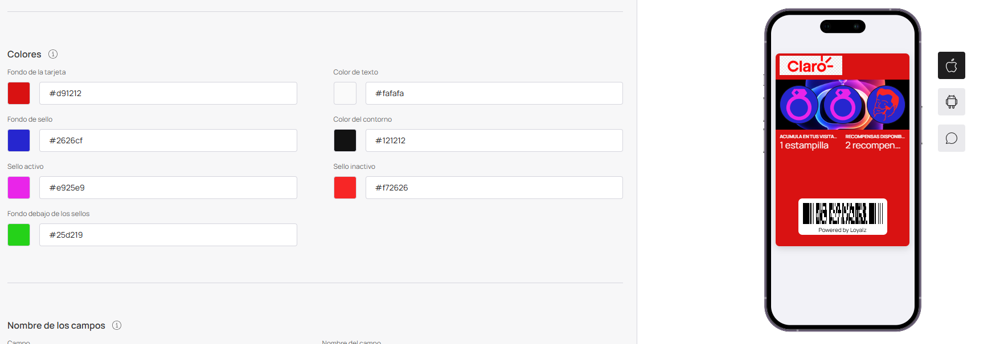 Colores
Fondo de la tarjeta
#d91212
Color de texto
#fafafa
Fondo de sello
#2626cf
Color del contorno
#121212
Sello activo
#e925e9
Sello inactivo
#f72626
Fondo debajo de los sellos
#25d219
Nombre de los campos
Campo
Nombre del campo
Claro
ACUMULA EN TUS VISITA...
1 estampilla
RECOMPENSAS DISPONIB...
2 recompen...
Powered by Loyalz